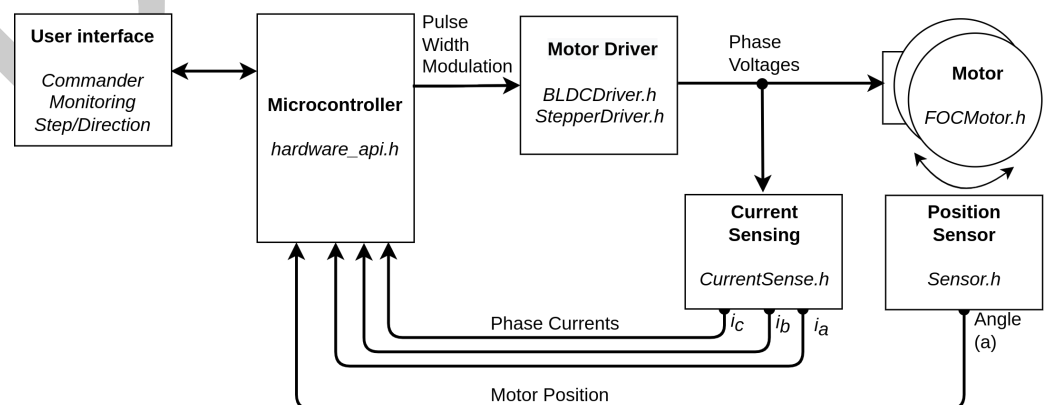 User interface
Commander
Monitoring
Step/Direction
Microcontroller
hardware_api.h
Pulse
Width
Modulation
Motor Driver
BLDCDriver.h
StepperDriver.h
Phase
Voltages
Motor
FOCMotor.h
Current
Sensing
CurrentSense.h
Position
Sensor
Sensor.h
ic
ib
ia
Angle
(a)
Phase Currents
Motor Position